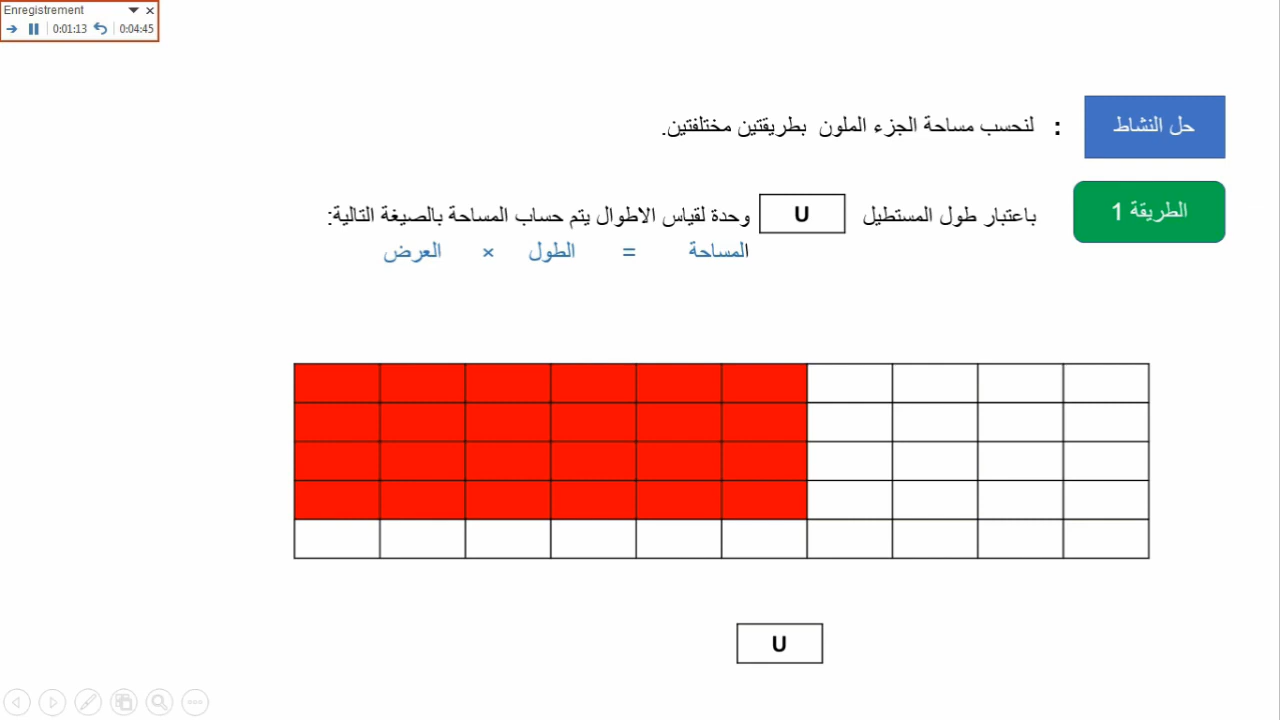 Enregistrement
0:01:13 0:04:45
حل النشاط : لنحسب مساحة الجزء الملون بطريقتين مختلفتين.
الطريقة 1 باعتبار طول المستطيل U وحدة لقياس الاطوال يتم حساب المساحة بالصيغة التالية:
المساحة = الطول × العرض
U